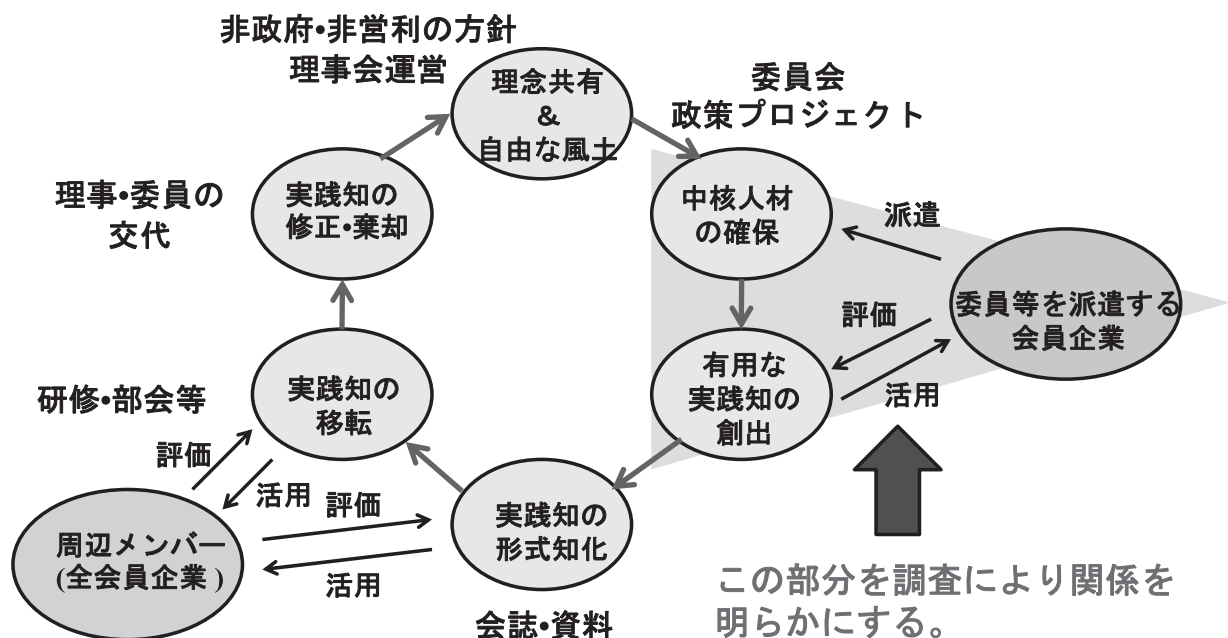 非政府・非営利の方針
理事会運営
理念共有
&
自由な風土
委員会
政策プロジェクト
理事・委員の
交代
実践知の
修正・棄却
中核人材
の確保
派遣
委員等を派遣する
会員企業
評価
活用
有用な
実践知の
創出
研修・部会等
実践知の
移転
評価
活用
評価
活用
周辺メンバー
(全会員企業)
実践知の
形式知化
会誌・資料
この部分を調査により関係を
明らかにする。